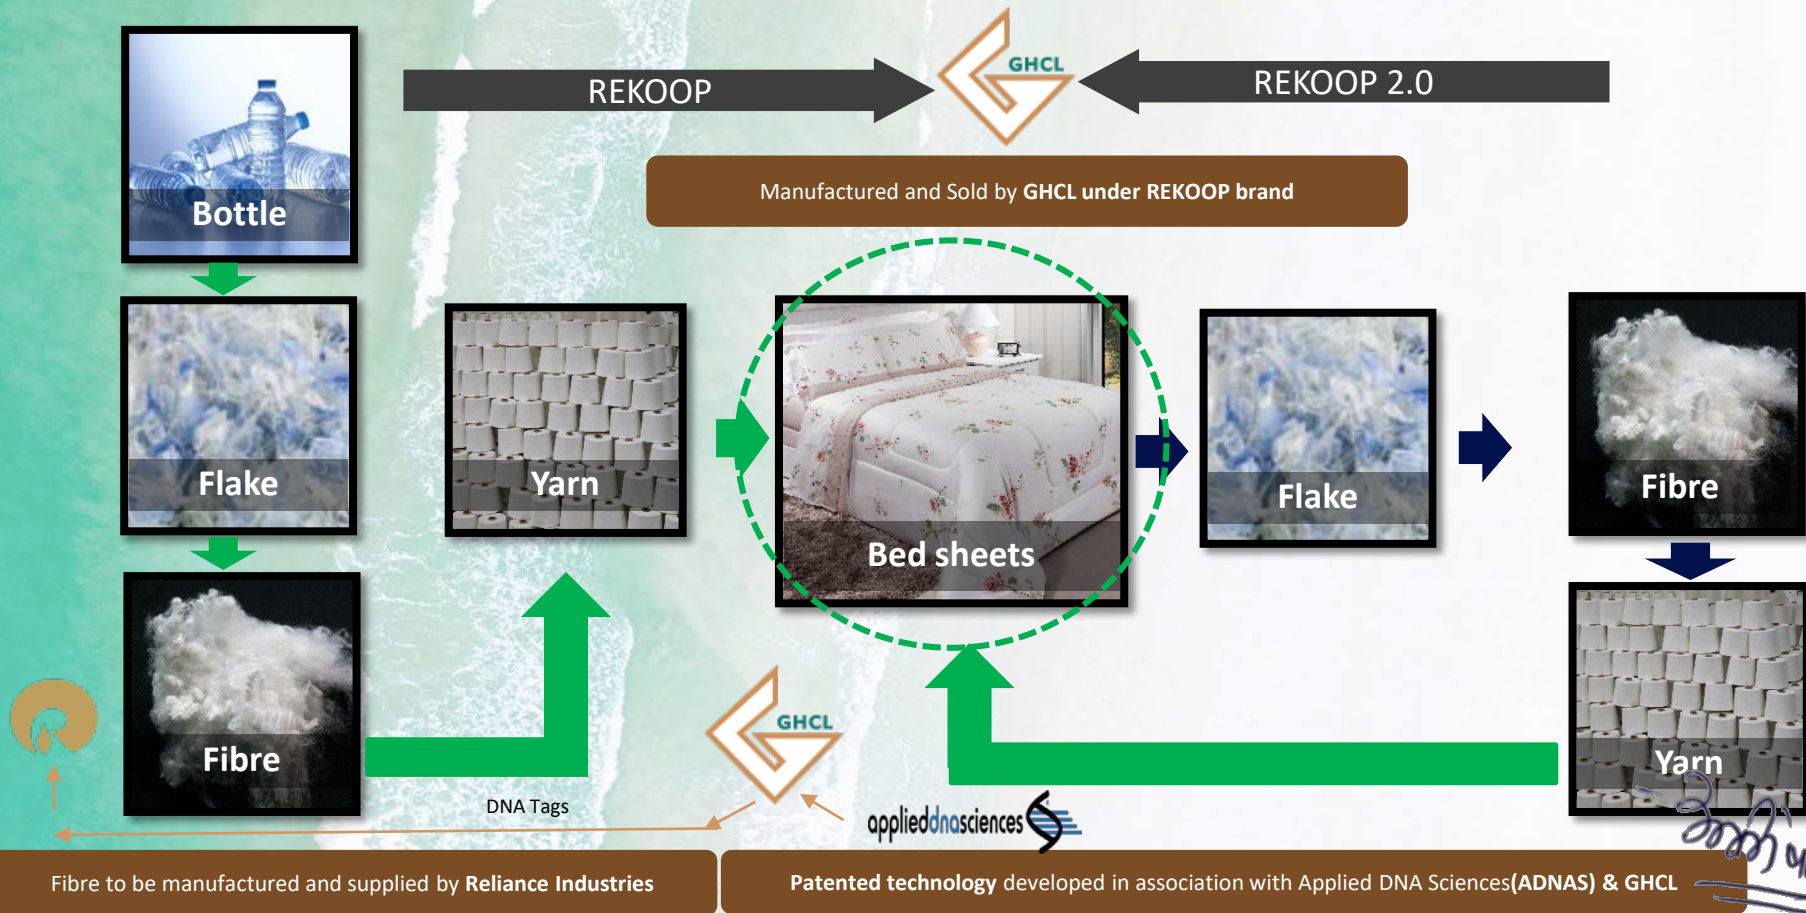 REKOOP
GHCL
REKOOP 2.0
Manufactured and Sold by GHCL under REKOOP brand
Bottle
Flake
Yarn
Bed sheets
Flake
Fibre
Fibre
GHCL
Yarn
DNA Tags
applieddnasciences
Fibre to be manufactured and supplied by Reliance Industries
Patented technology developed in association with Applied DNA Sciences(ADNAS) & GHCL